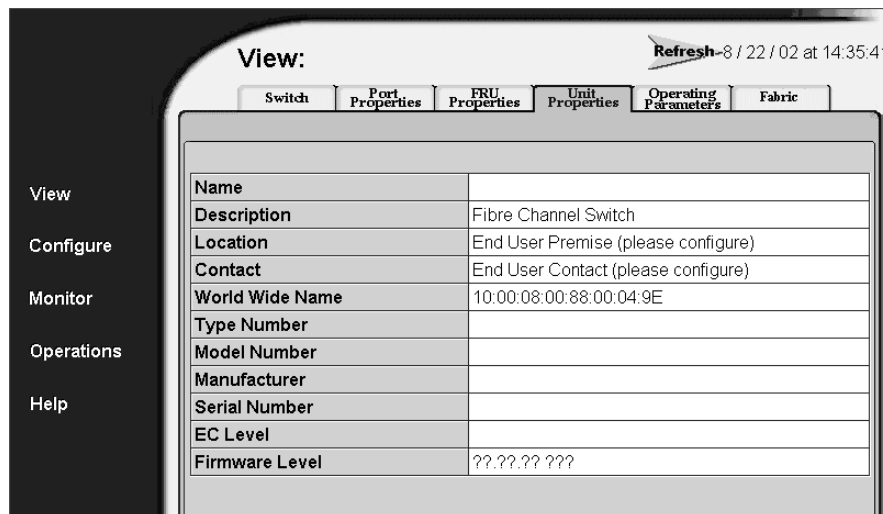 View:
Refresh-8 / 22 / 02 at 14:35:41
Switch
Port Properties
FRU Properties
Unit Properties
Operating Parameters
Fabric
View
Configure
Monitor
Operations
Help
Name
Description Fibre Channel Switch
Location End User Premise (please configure)
Contact End User Contact (please configure)
World Wide Name 10:00:08:00:88:00:04:9E
Type Number
Model Number
Manufacturer
Serial Number
EC Level
Firmware Level ??.??.?? ???